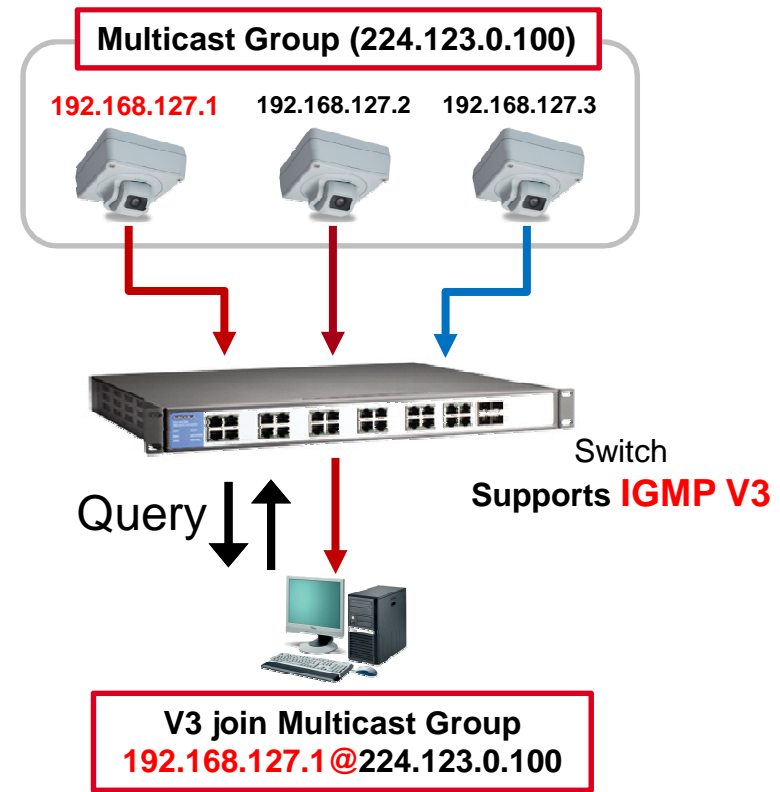 Multicast Group (224.123.0.100)
192.168.127.1 192.168.127.2 192.168.127.3
Switch
Supports IGMP V3
Query
V3 join Multicast Group
192.168.127.1@224.123.0.100